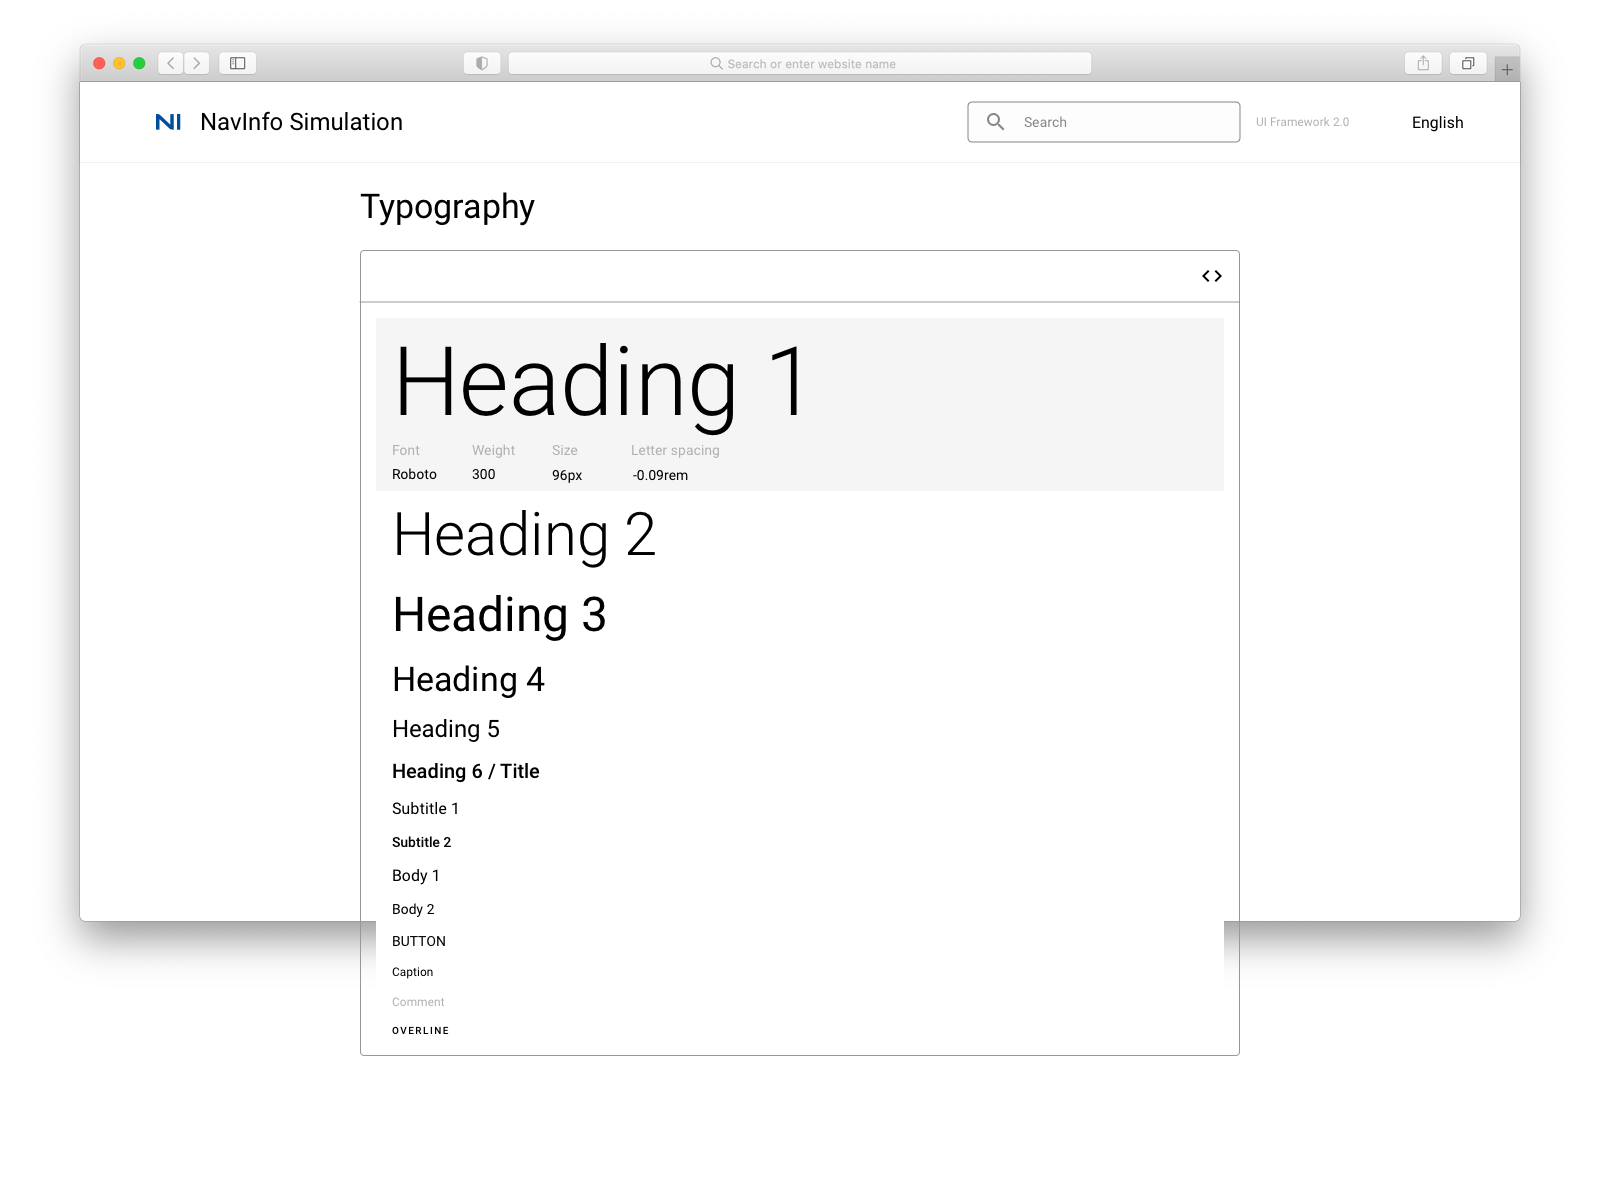 Search or enter website name
NI NavInfo Simulation
Search
UI Framework 2.0
English
Typography
Heading 1
Font Weight Size Letter spacing
Roboto 300 96px -0.09rem
Heading 2
Heading 3
Heading 4
Heading 5
Heading 6 / Title
Subtitle 1
Subtitle 2
Body 1
Body 2
BUTTON
Caption
Comment
OVERLINE